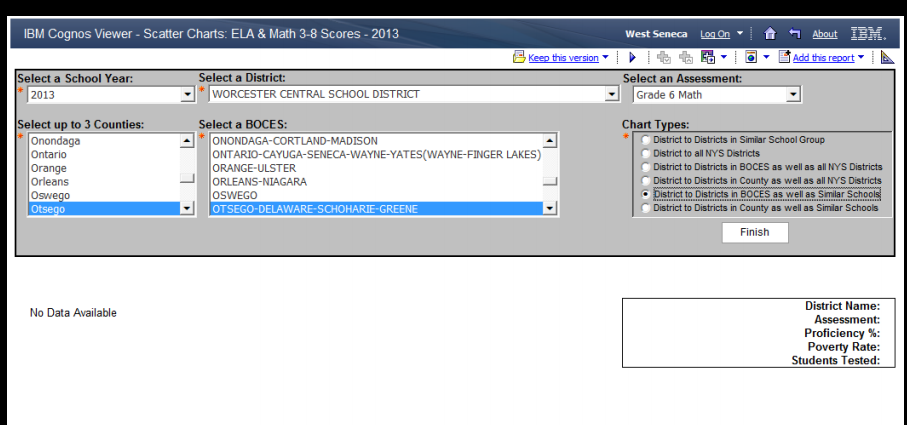 IBM Cognos Viewer - Scatter Charts: ELA & Math 3-8 Scores - 2013
West Seneca Log On About IBM.
Keep this version Add this report
Select a School Year: Select a District: Select an Assessment:
* 2013 * WORCESTER CENTRAL SCHOOL DISTRICT Grade 6 Math
Select up to 3 Counties: Select a BOCES: Chart Types:
* Onondaga * ONONDAGA-CORTLAND-MADISON * District to Districts in Similar School Group
Ontario ONTARIO-CAYUGA-SENECA-WAYNE-YATES(WAYNE-FINGER LAKES) District to all NYS Districts
Orange ORANGE-ULSTER District to Districts in BOCES as well as all NYS Districts
Orleans ORLEANS-NIAGARA District to Districts in County as well as all NYS Districts
Oswego OSWEGO District to Districts in BOCES as well as Similar Schools
Otsego OTSEGO-DELAWARE-SCHOHARIE-GREENE District to Districts in County as well as Similar Schools
Finish
No Data Available
District Name:
Assessment:
Proficiency %:
Poverty Rate:
Students Tested: